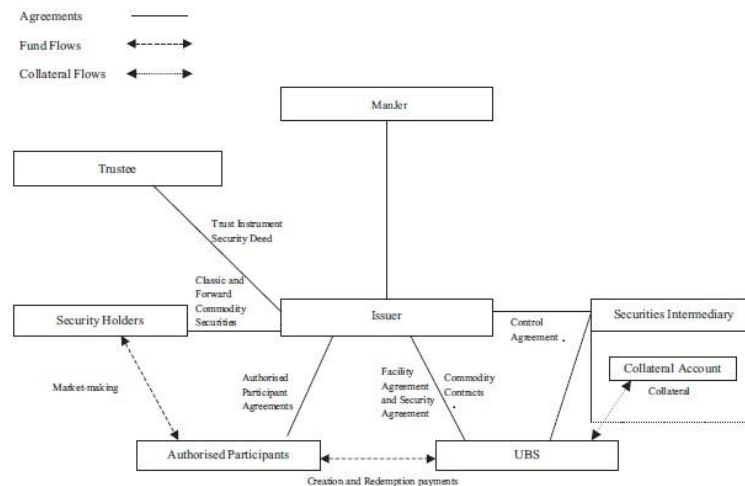 Agreements
Fund Flows
Collateral Flows
ManJer
Trustee
Trust Instrument
Security Deed
Classic and
Forward
Commodity
Securities
Security Holders
Issuer
Securities Intermediary
Control
Agreement
Collateral Account
Collateral
Market-making
Authorised
Participant
Agreements
Facility
Agreement
and Security
Agreement
Commodity
Contracts
Authorised Participants
UBS
Creation and Redemption payments